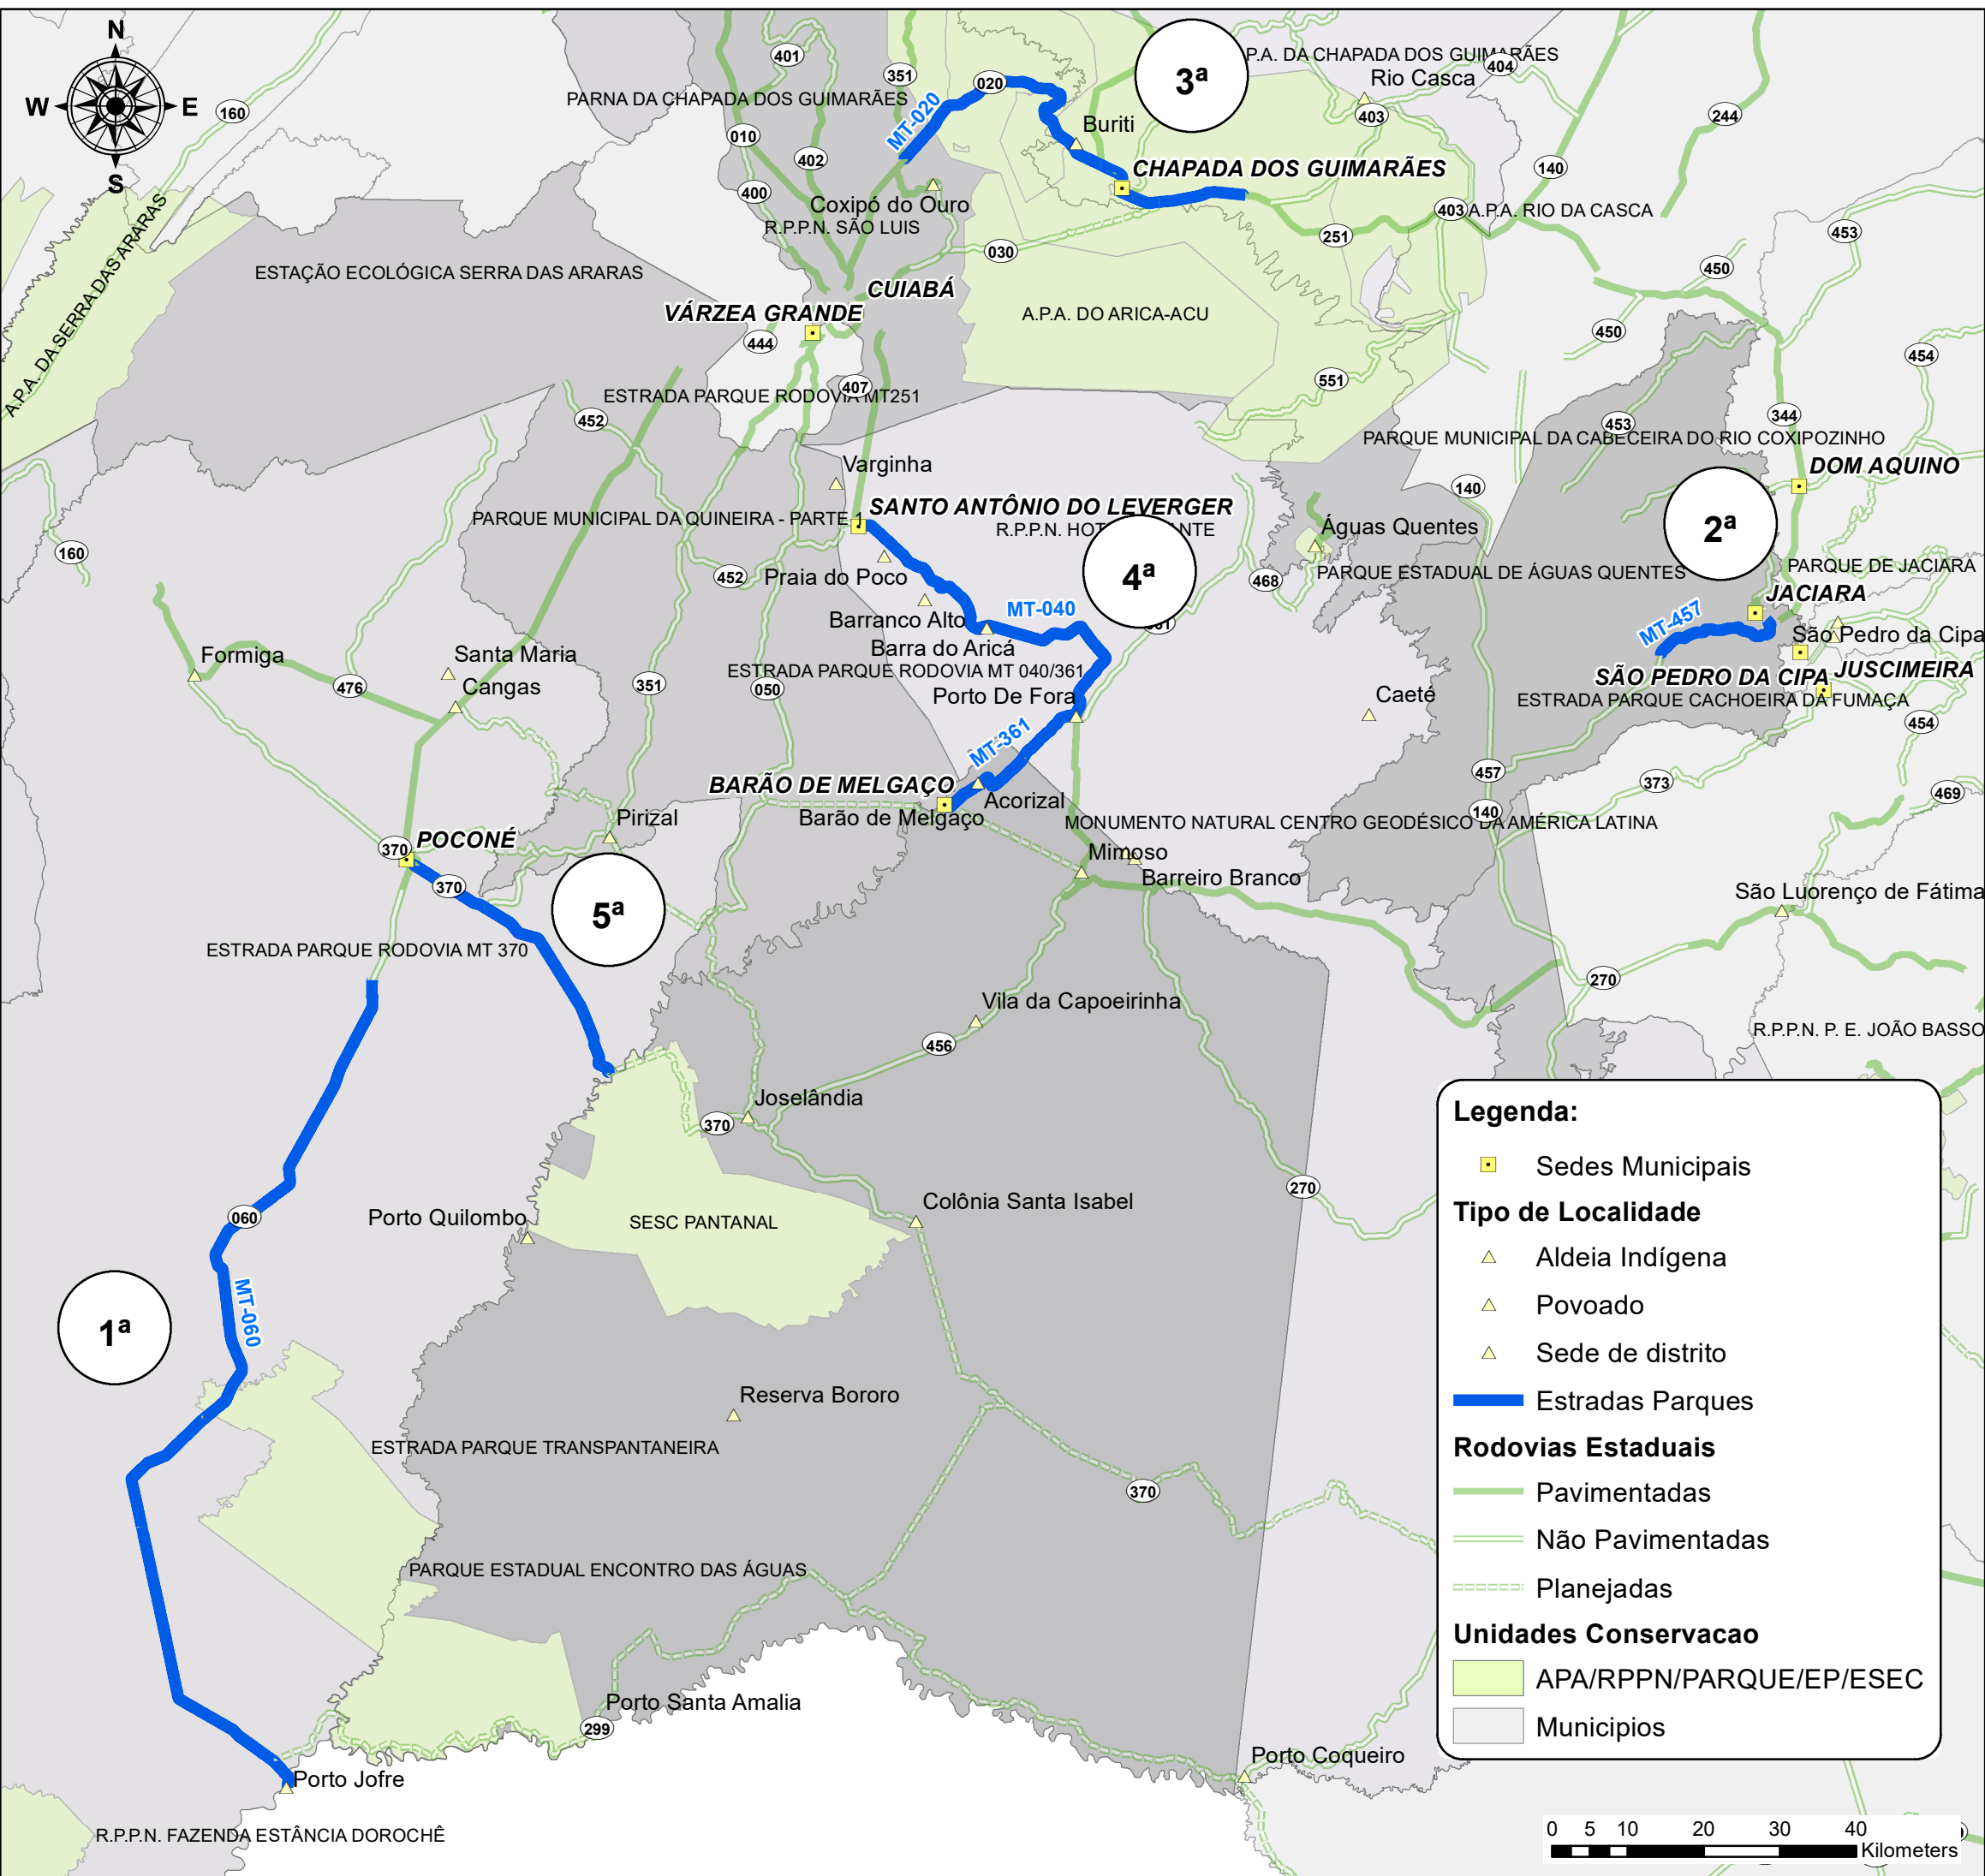 N
W
E
S
160
401
351
020
3ª
P.A. DA CHAPADA DOS GUIMARÃES
404
Rio Casca
PARNA DA CHAPADA DOS GUIMARÃES
MT-020
403
244
010
Buriti
402
140
400
CHAPADA DOS GUIMARÃES
Coxipó do Ouro
R.P.P.N. SÃO LUIS
403
A.P.A. RIO DA CASCA
A.P.A. DA SERRA DAS ARARAS
030
251
453
ESTAÇÃO ECOLÓGICA SERRA DAS ARARAS
450
CUIABÁ
VÁRZEA GRANDE
A.P.A. DO ARICA-ACU
444
450
454
407
551
ESTRADA PARQUE RODOVIA MT251
452
344
453
PARQUE MUNICIPAL DA CABECEIRA DO RIO COXIPOZINHO
Varginha
DOM AQUINO
140
SANTO ANTÔNIO DO LEVERGER
PARQUE MUNICIPAL DA QUINEIRA - PARTE 1
2ª
Águas Quentes
160
4ª
PARQUE ESTADUAL DE ÁGUAS QUENTES
PARQUE DE JACIARA
452
Praia do Poco
468
JACIARA
MT-040
MT-457
Barranco Alto
São Pedro da Cipa
Barra do Aricá
Formiga
Santa Maria
ESTRADA PARQUE RODOVIA MT 040/361
SÃO PEDRO DA CIPA
JUSCIMEIRA
476
Cangas
351
050
Porto De Fora
Caeté
ESTRADA PARQUE CACHOEIRA DA FUMAÇA
454
MT-361
457
373
BARÃO DE MELGAÇO
469
Acorizal
Barão de Melgaço
140
Pirizal
MONUMENTO NATURAL CENTRO GEODÉSICO DA AMÉRICA LATINA
370
POCONÉ
Mimoso
370
Barreiro Branco
São Luorenço de Fátima
5ª
ESTRADA PARQUE RODOVIA MT 370
270
Vila da Capoeirinha
R.P.P.N. P. E. JOÃO BASSO
456
Joselândia
370
270
060
Porto Quilombo
SESC PANTANAL
Colônia Santa Isabel
1ª
MT-060
Reserva Bororo
ESTRADA PARQUE TRANSPANTANEIRA
370
PARQUE ESTADUAL ENCONTRO DAS ÁGUAS
Porto Santa Amalia
299
Porto Coqueiro
Porto Jofre
R.P.P.N. FAZENDA ESTÂNCIA DOROCHÊ
Legenda:
Sedes Municipais
Tipo de Localidade
Aldeia Indígena
Povoado
Sede de distrito
Estradas Parques
Rodovias Estaduais
Pavimentadas
Não Pavimentadas
Planejadas
Unidades Conservacao
APA/RPPN/PARQUE/EP/ESEC
Municipios
0 5 10 20 30 40
Kilometers